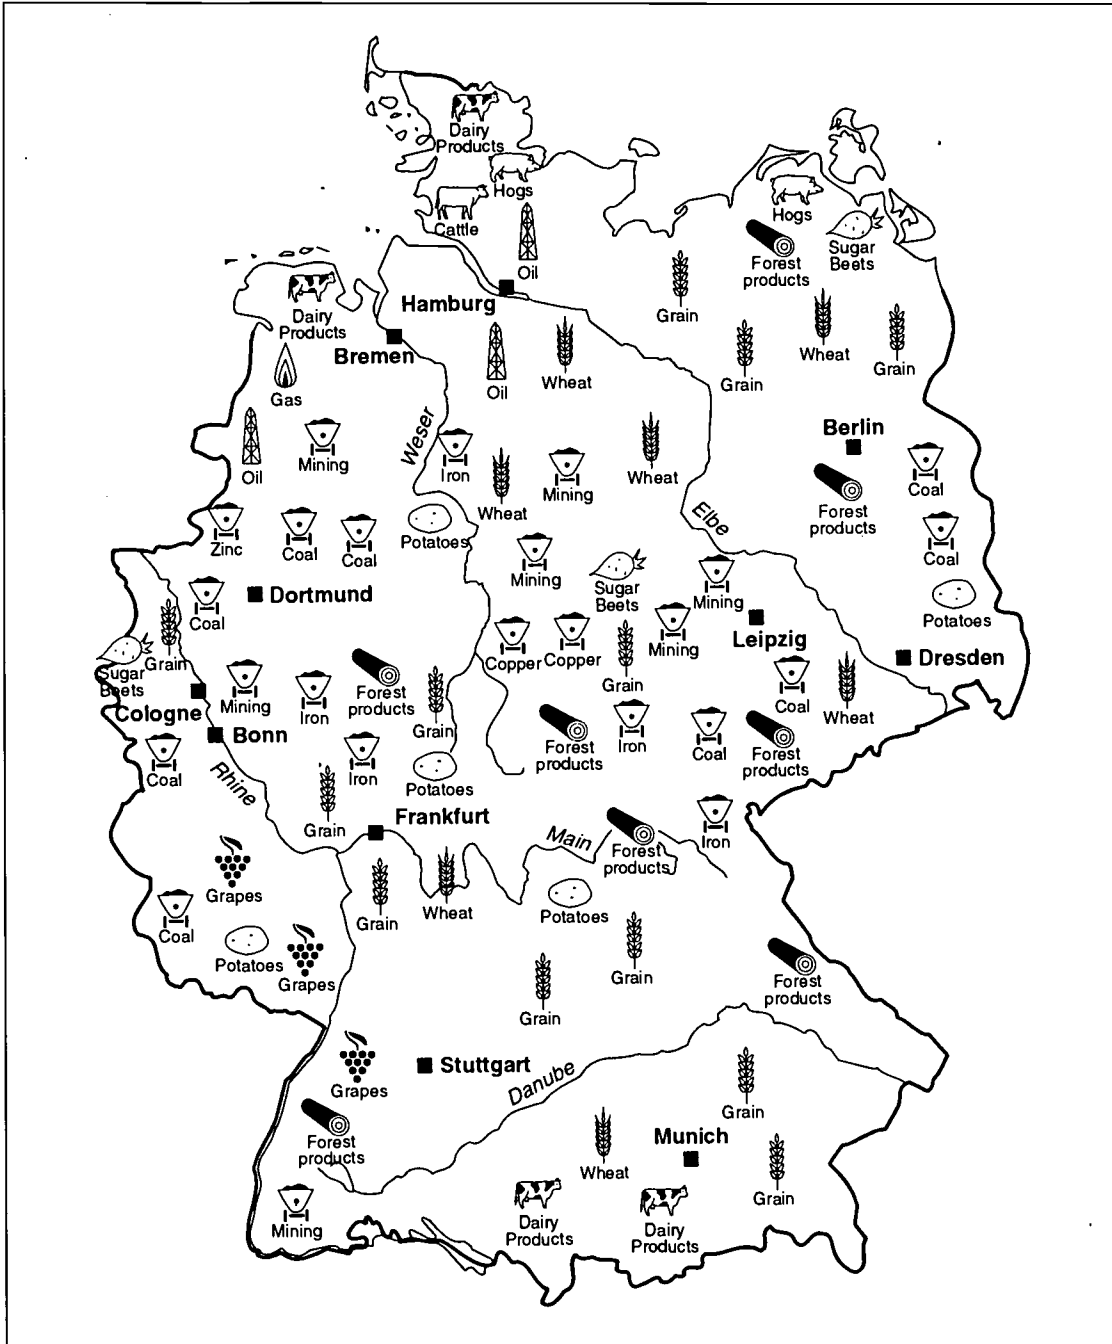 Dairy
Products
Hogs
Cattle
Hogs
Sugar
Beets
Forest
products
Oil
Hamburg
Grain
Dairy
Products
Bremen
Oil
Wheat
Grain
Wheat
Grain
Gas
Weser
Berlin
Oil
Mining
Iron
Wheat
Mining
Wheat
Forest
products
Coal
Elbe
Zinc
Coal
Coal
Potatoes
Mining
Sugar
Beets
Mining
Coal
Dortmund
Coal
Potatoes
Leipzig
Copper
Copper
Mining
Grain
Sugar
Beets
Grain
Dresden
Cologne
Mining
Iron
Forest
products
Grain
Coal
Wheat
Bonn
Coal
Iron
Forest
products
Iron
Coal
Forest
products
Rhine
Potatoes
Grain
Frankfurt
Main
Forest
products
Iron
Grapes
Grain
Wheat
Potatoes
Coal
Potatoes
Grapes
Grain
Grain
Forest
products
Grapes
Stuttgart
Danube
Grain
Forest
products
Wheat
Munich
Grain
Mining
Dairy
Products
Dairy
Products